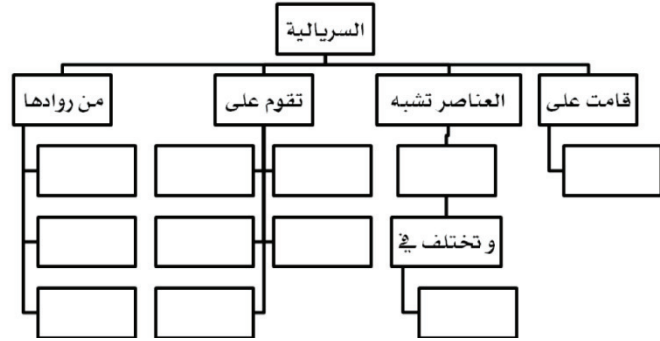 السريالية
قامت على
العناصر تشبه
تقوم على
من روادها
و تختلف في